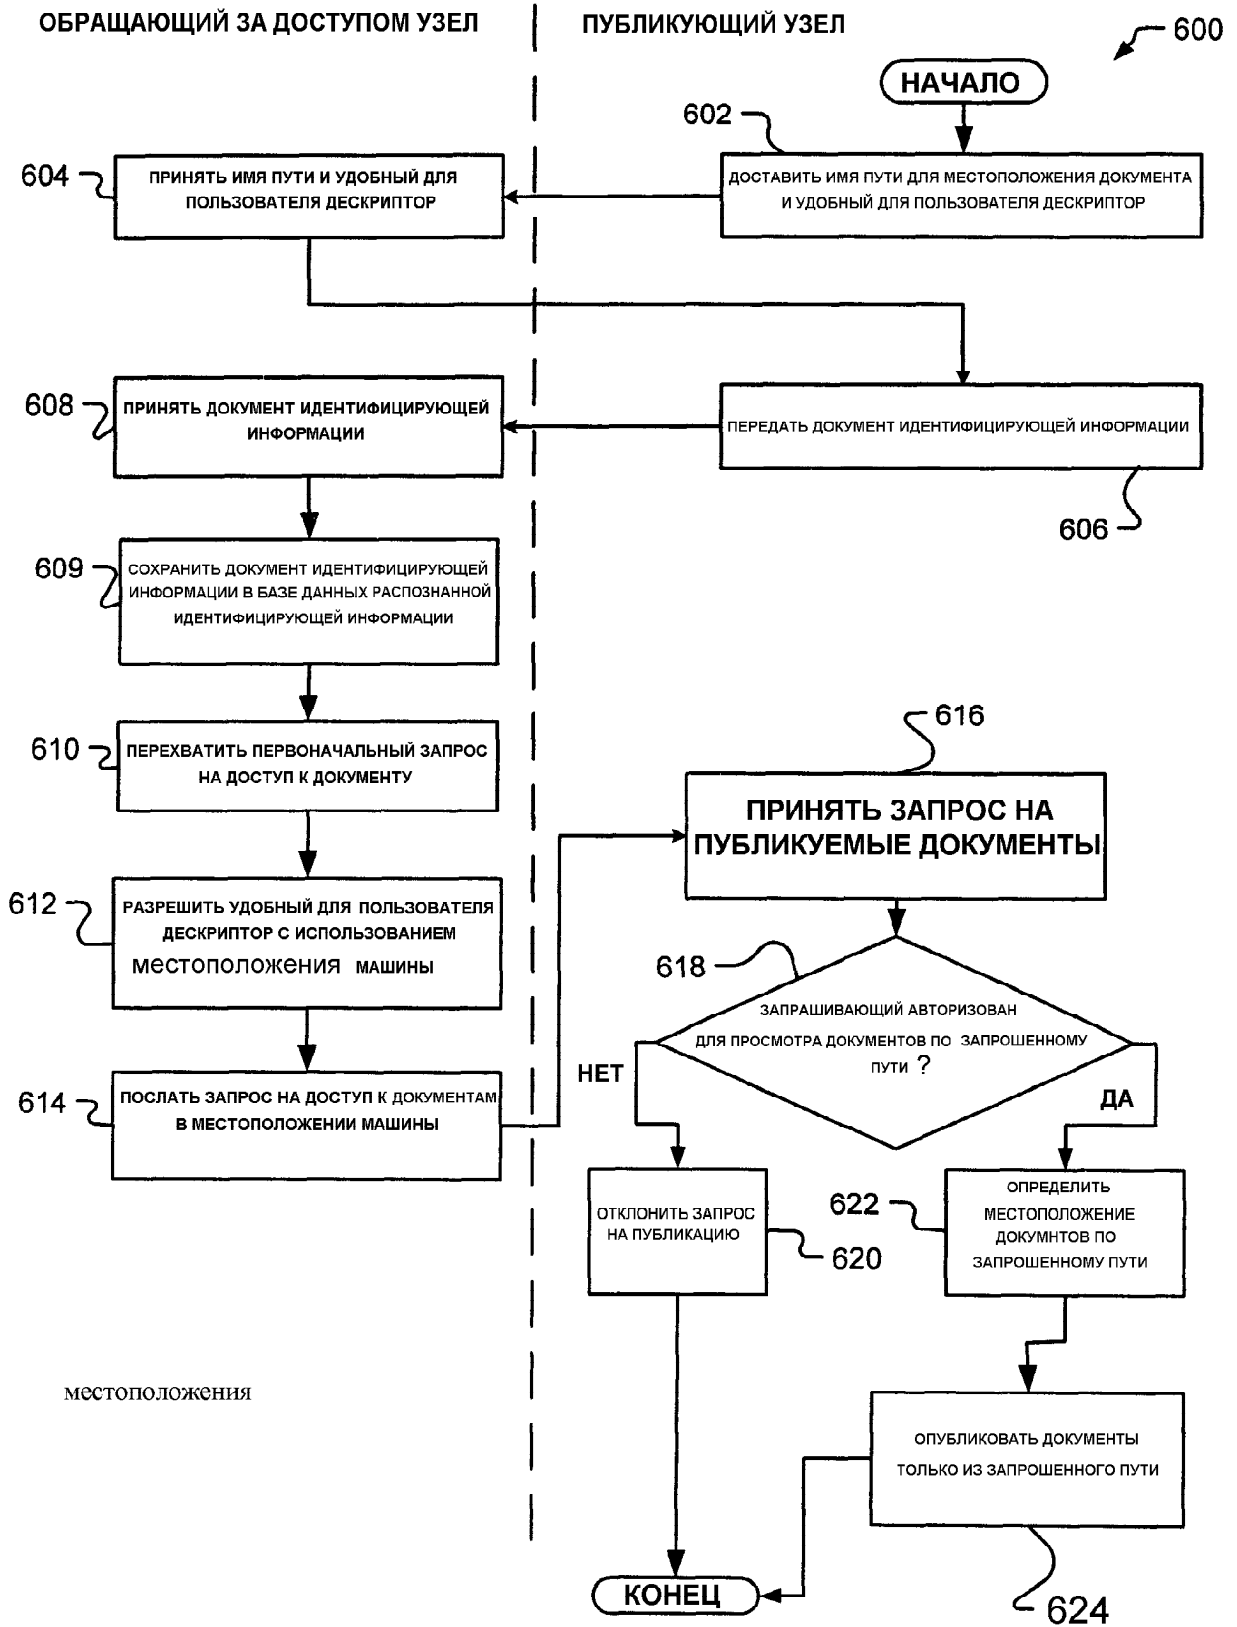 ОБРАЩАЮЩИЙ ЗА ДОСТУПОМ УЗЕЛ
ПУБЛИКУЮЩИЙ УЗЕЛ
600
НАЧАЛО
602
ДОСТАВИТЬ ИМЯ ПУТИ ДЛЯ МЕСТОПОЛОЖЕНИЯ ДОКУМЕНТА
И УДОБНЫЙ ДЛЯ ПОЛЬЗОВАТЕЛЯ ДЕСКРИПТОР
604
ПРИНЯТЬ ИМЯ ПУТИ И УДОБНЫЙ ДЛЯ
ПОЛЬЗОВАТЕЛЯ ДЕСКРИПТОР
606
ПЕРЕДАТЬ ДОКУМЕНТ ИДЕНТИФИЦИРУЮЩЕЙ ИНФОРМАЦИИ
608
ПРИНЯТЬ ДОКУМЕНТ ИДЕНТИФИЦИРУЮЩЕЙ
ИНФОРМАЦИИ
609
СОХРАНИТЬ ДОКУМЕНТ ИДЕНТИФИЦИРУЮЩЕЙ
ИНФОРМАЦИИ В БАЗЕ ДАННЫХ РАСПОЗНАННОЙ
ИДЕНТИФИЦИРУЮЩЕЙ ИНФОРМАЦИИ
610
ПЕРЕХВАТИТЬ ПЕРВОНАЧАЛЬНЫЙ ЗАПРОС
НА ДОСТУП К ДОКУМЕНТУ
612
РАЗРЕШИТЬ УДОБНЫЙ ДЛЯ ПОЛЬЗОВАТЕЛЯ
ДЕСКРИПТОР С ИСПОЛЬЗОВАНИЕМ
местоположения МАШИНЫ
614
ПОСЛАТЬ ЗАПРОС НА ДОСТУП К ДОКУМЕНТАМ
В МЕСТОПОЛОЖЕНИИ МАШИНЫ
616
ПРИНЯТЬ ЗАПРОС НА
ПУБЛИКУЕМЫЕ ДОКУМЕНТЫ
618
ЗАПРАШИВАЮЩИЙ АВТОРИЗОВАН
ДЛЯ ПРОСМОТРА ДОКУМЕНТОВ ПО ЗАПРОШЕННОМУ
ПУТИ ?
НЕТ
ДА
620
ОТКЛОНИТЬ ЗАПРОС
НА ПУБЛИКАЦИЮ
622
ОПРЕДЕЛИТЬ
МЕСТОПОЛОЖЕНИЕ
ДОКУМНТОВ ПО
ЗАПРОШЕННОМУ ПУТИ
местоположения
ОПУБЛИКОВАТЬ ДОКУМЕНТЫ
ТОЛЬКО ИЗ ЗАПРОШЕННОГО ПУТИ
624
КОНЕЦ